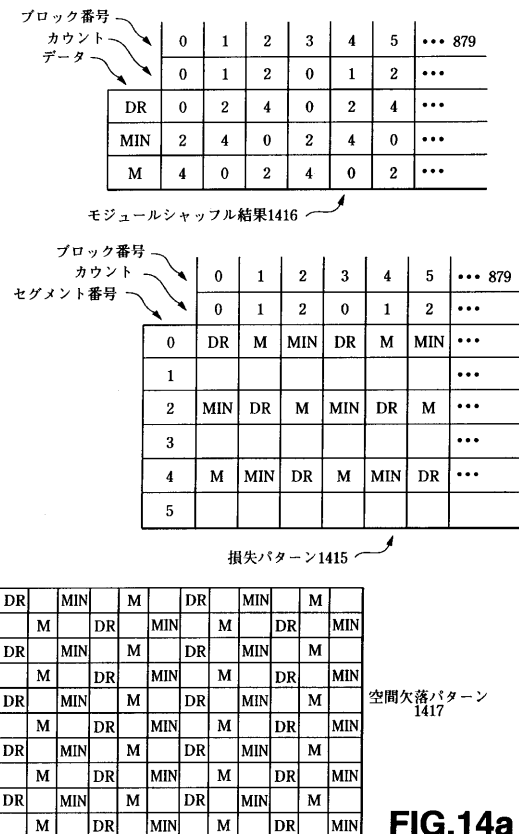 ブロック番号
カウント
データ
0 1 2 3 4 5 ••• 879
0 1 2 0 1 2 •••
DR 0 2 4 0 2 4 •••
MIN 2 4 0 2 4 0 •••
M 4 0 2 4 0 2 •••
モジュールシャッフル結果1416
ブロック番号
カウント
セグメント番号
0 1 2 3 4 5 ••• 879
0 1 2 0 1 2 •••
0 DR M MIN DR M MIN •••
1 •••
2 MIN DR M MIN DR M •••
3 •••
4 M MIN DR M MIN DR •••
5
損失パターン1415
DR MIN M DR MIN M
M DR MIN M DR MIN
DR MIN M DR MIN M
M DR MIN M DR MIN
DR MIN M DR MIN M
M DR MIN M DR MIN
DR MIN M DR MIN M
M DR MIN M DR MIN
DR MIN M DR MIN M
M DR MIN M DR MIN
空間欠落パターン
1417
FIG.14a